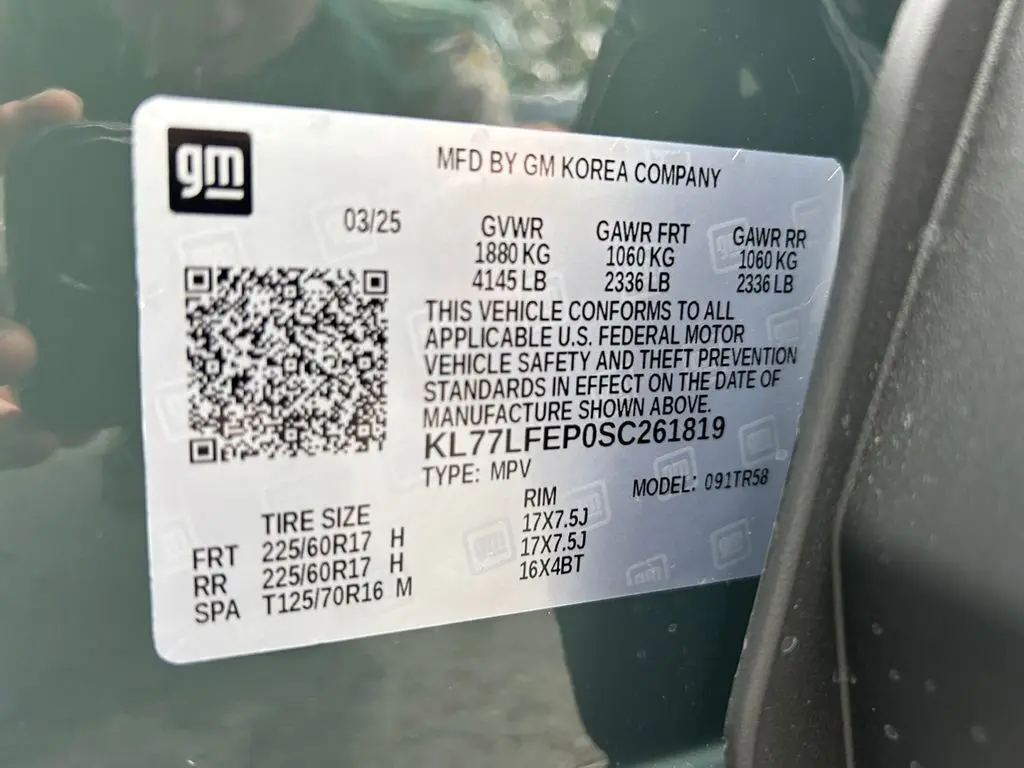 gm
MFD BY GM KOREA COMPANY
03/25
GVWR GAWR FRT GAWR RR
1880 KG 1060 KG 1060 KG
4145 LB 2336 LB 2336 LB
THIS VEHICLE CONFORMS TO ALL
APPLICABLE U.S. FEDERAL MOTOR
VEHICLE SAFETY AND THEFT PREVENTION
STANDARDS IN EFFECT ON THE DATE OF
MANUFACTURE SHOWN ABOVE.
KL77LFEP0SC261819
TYPE: MPV MODEL: 091TR58
TIRE SIZE RIM
FRT 225/60R17 H 17X7.5J
RR 225/60R17 H 17X7.5J
SPA T125/70R16 M 16X4BT